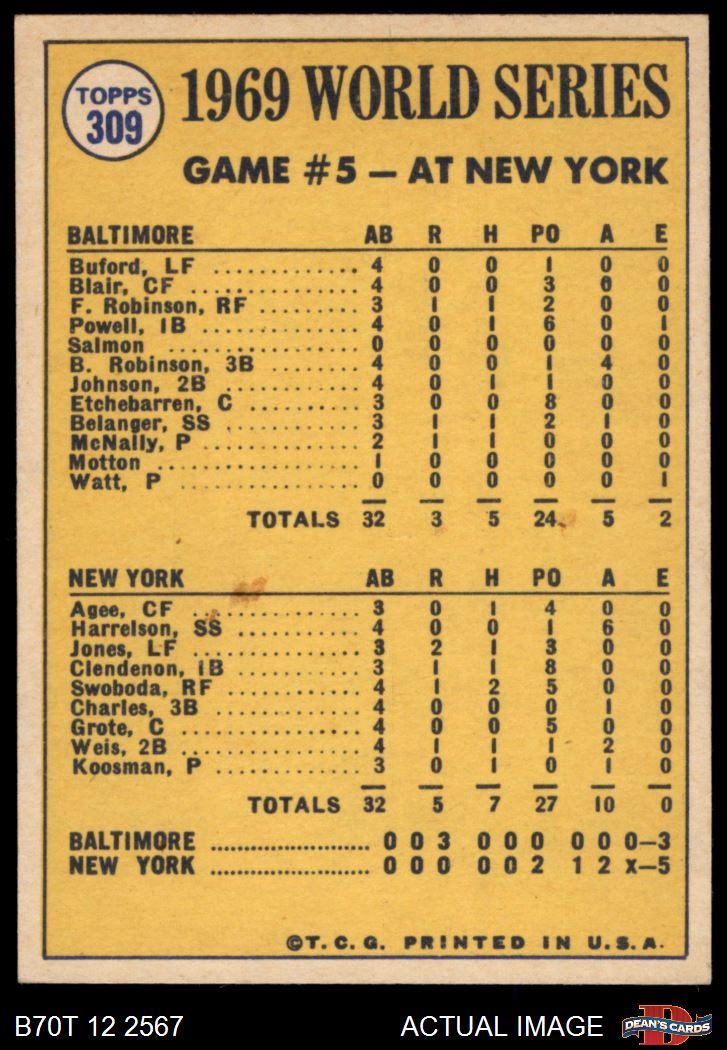 TOPPS
309
1969 WORLD SERIES
GAME #5 — AT NEW YORK
BALTIMORE AB R H PO A E
Buford, LF .............. 4 0 0 1 0 0
Blair, CF ................ 4 0 0 3 0 0
F. Robinson, RF .......... 3 1 1 2 0 0
Powell, 1B ............... 4 0 1 6 0 1
Salmon .................. 0 0 0 0 0 0
B. Robinson, 3B ......... 4 0 0 1 4 0
Johnson, 2B ............. 4 0 1 1 0 0
Etchebarren, C .......... 3 0 0 8 0 0
Belanger, SS ............. 3 1 1 2 1 0
McNally, P ............... 2 1 1 0 0 0
Motton ................... 1 0 0 0 0 0
Watt, P .................. 0 0 0 0 0 1
TOTALS 32 3 5 24 5 2
NEW YORK AB R H PO A E
Agee, CF ................ 3 0 1 4 0 0
Harrelson, SS ............ 4 0 0 1 6 0
Jones, LF ................ 3 2 1 3 0 0
Clendenon, 1B ............ 3 1 1 8 0 0
Swoboda, RF ............. 4 1 2 5 0 0
Charles, 3B .............. 4 0 0 0 1 0
Grote, C ................. 4 0 0 5 0 0
Weis, 2B ................. 4 1 1 1 2 0
Koosman, P .............. 3 0 1 0 1 0
TOTALS 32 5 7 27 10 0
BALTIMORE .................... 0 0 3 0 0 0 0 0 0—3
NEW YORK .................... 0 0 0 0 0 2 1 2 x—5
©T. C. G. PRINTED IN U. S. A.
B70T 12 2567 ACTUAL IMAGE
D
DEAN'S CARDS